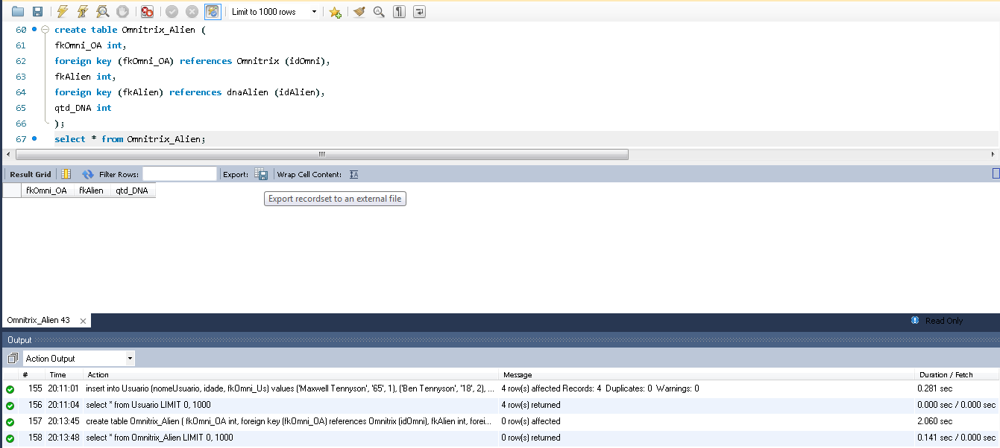 Limit to 1000 rows
60 create table Omnitrix_Alien (
61 fkOmni_OA int,
62 foreign key (fkOmni_OA) references Omnitrix (idOmni),
63 fkAlien int,
64 foreign key (fkAlien) references dnaAlien (idAlien),
65 qtd_DNA int
66 );
67 select * from Omnitrix_Alien;
Result Grid Filter Rows: Export: Wrap Cell Content:
fkOmni_OA fkAlien qtd_DNA
Export recordset to an external file
Omnitrix_Alien 43 Read Only
Output
Action Output
# Time Action Message Duration / Fetch
155 20:11:01 insert into Usuario (nomeUsuario, idade, fkOmni_Us) values ('Maxwell Tennyson', '65', 1), ('Ben Tennyson', '18', 2), ... 4 row(s) affected Records: 4 Duplicates: 0 Warnings: 0 0.281 sec
156 20:11:04 select * from Usuario LIMIT 0, 1000 4 row(s) returned 0.000 sec / 0.000 sec
157 20:13:45 create table Omnitrix_Alien ( fkOmni_OA int, foreign key (fkOmni_OA) references Omnitrix (idOmni), fkAlien int, forei... 0 row(s) affected 2.060 sec
158 20:13:48 select * from Omnitrix_Alien LIMIT 0, 1000 0 row(s) returned 0.141 sec / 0.000 sec